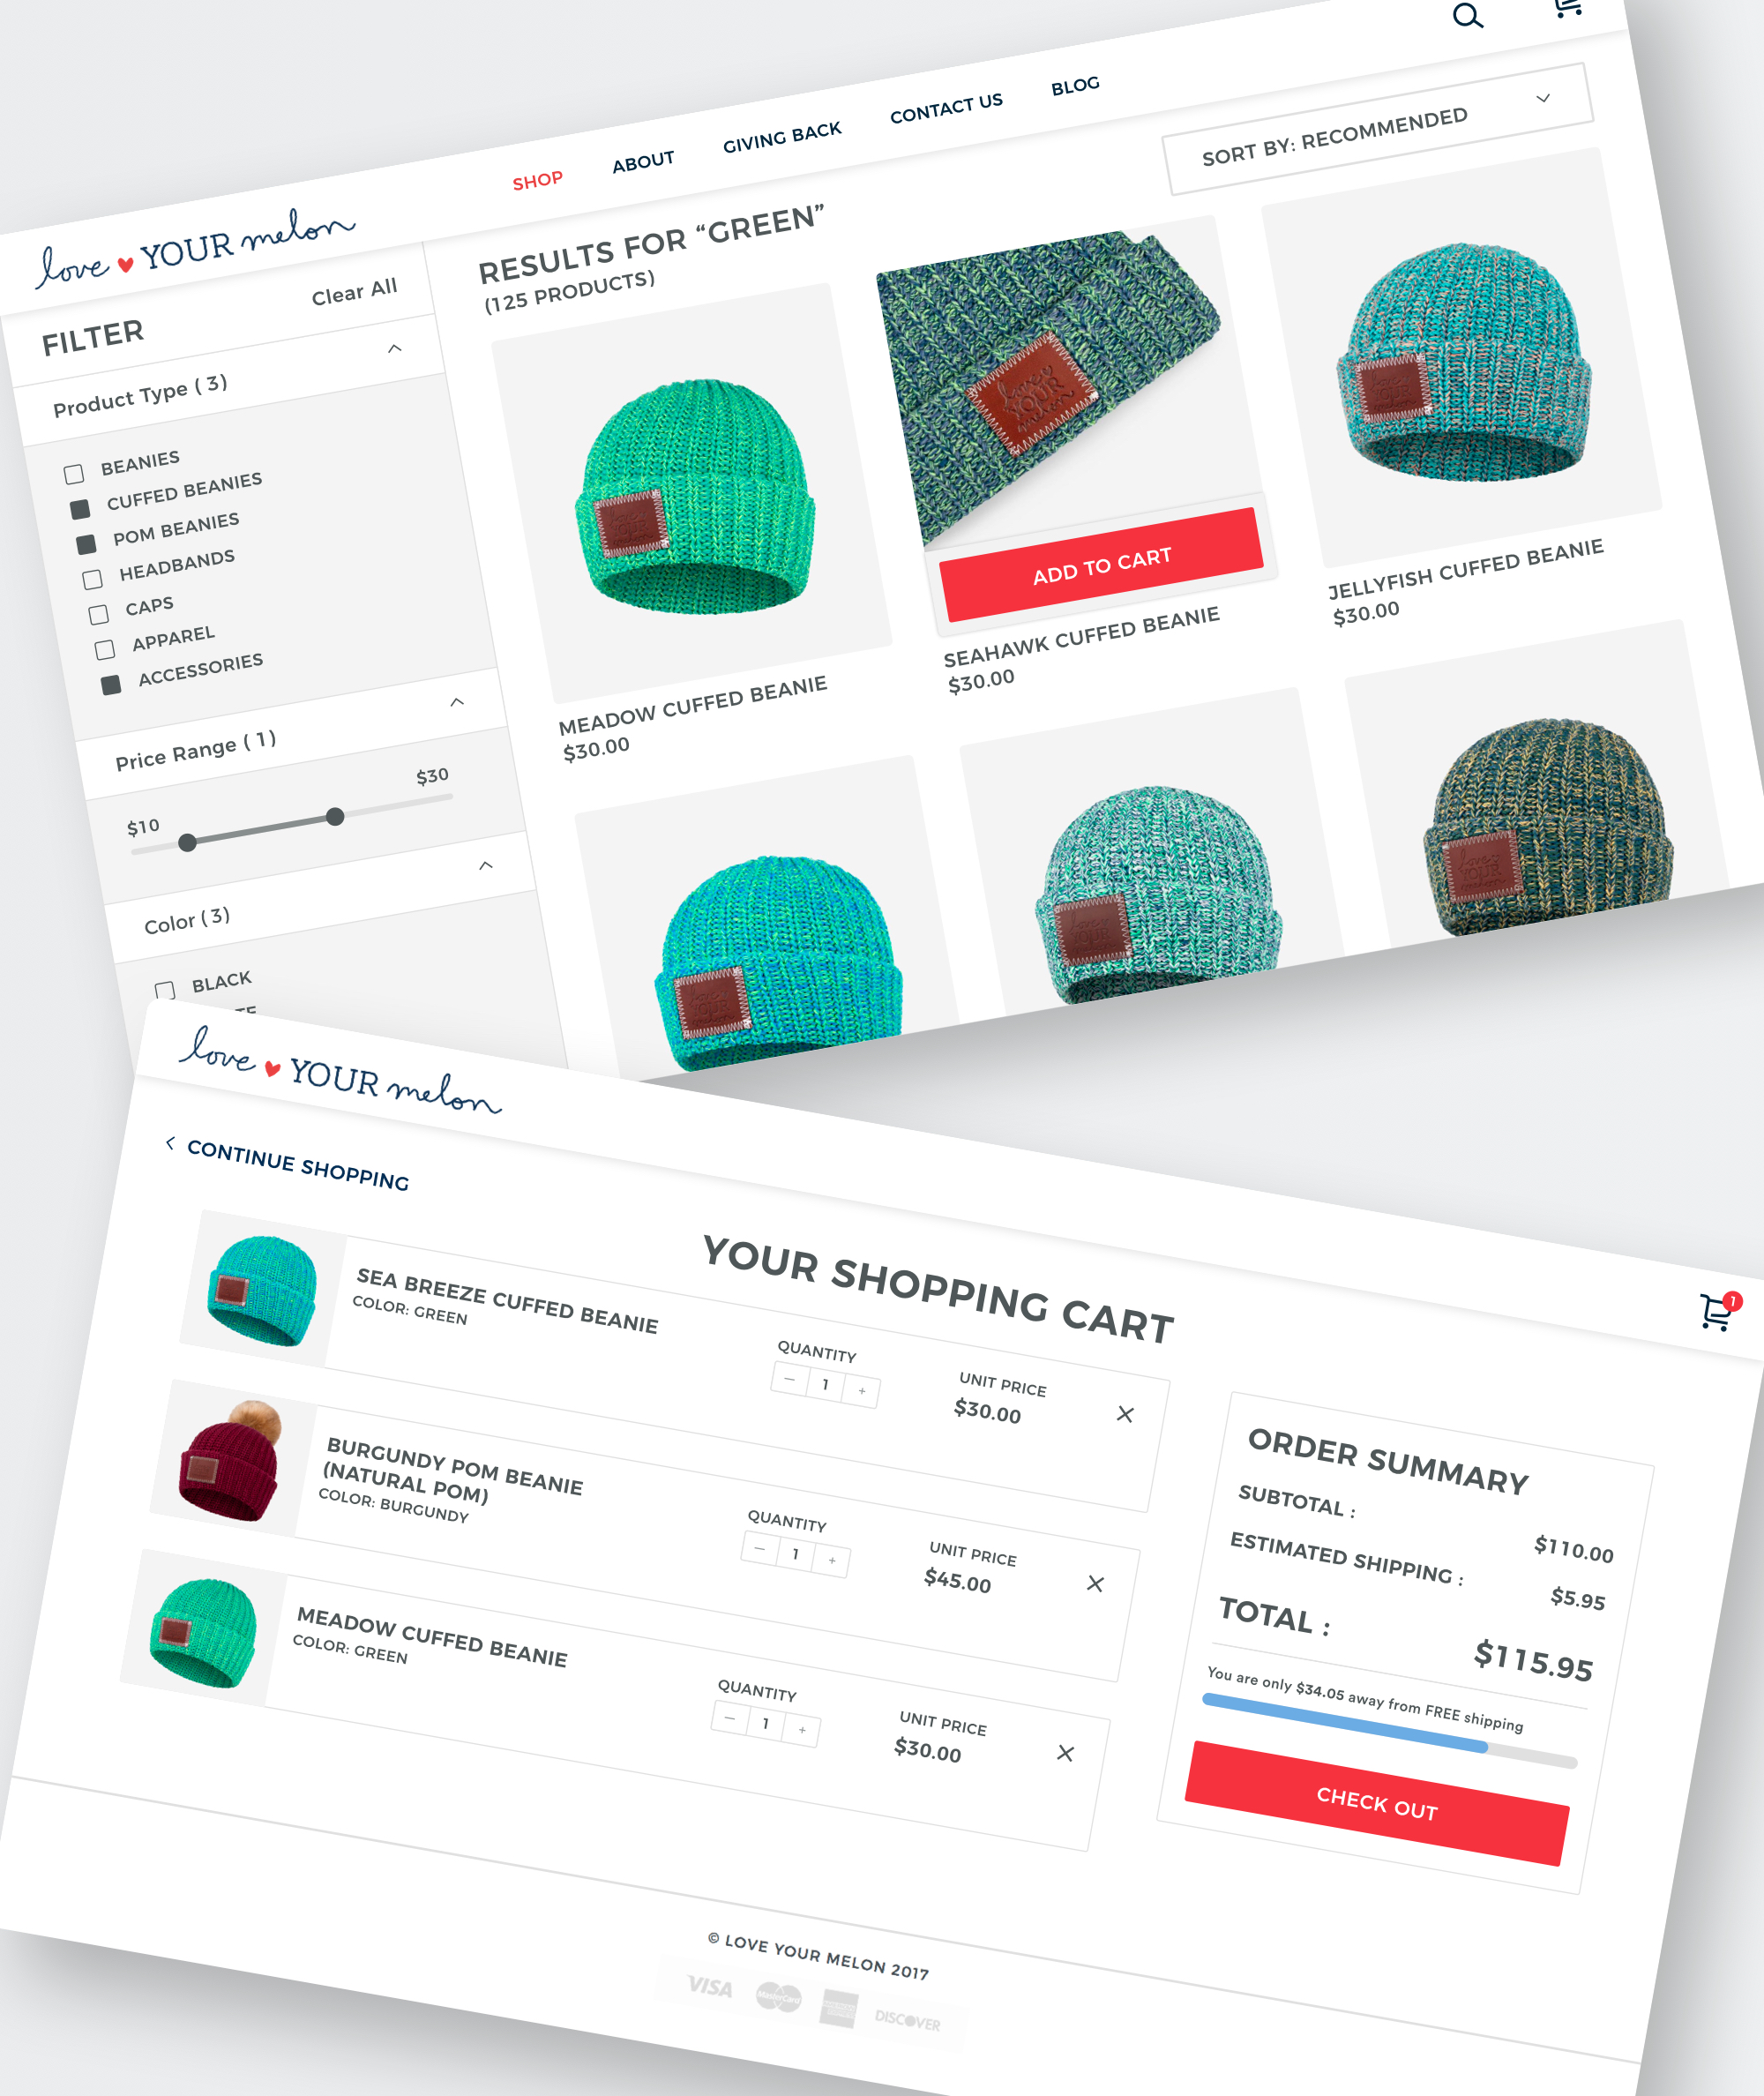 love YOUR melon
SHOP
ABOUT
GIVING BACK
CONTACT US
BLOG
FILTER
Clear All
Product Type ( 3)
BEANIES
CUFFED BEANIES
POM BEANIES
HEADBANDS
CAPS
APPAREL
ACCESSORIES
Price Range ( 1)
$10
$30
Color ( 3)
BLACK
RESULTS FOR “GREEN”
(125 PRODUCTS)
SORT BY: RECOMMENDED
MEADOW CUFFED BEANIE
$30.00
love YOUR melon
ADD TO CART
SEAHAWK CUFFED BEANIE
$30.00
JELLYFISH CUFFED BEANIE
$30.00
love YOUR melon
CONTINUE SHOPPING
YOUR SHOPPING CART
1
SEA BREEZE CUFFED BEANIE
COLOR: GREEN
QUANTITY
– 1 +
UNIT PRICE
$30.00
BURGUNDY POM BEANIE
(NATURAL POM)
COLOR: BURGUNDY
QUANTITY
– 1 +
UNIT PRICE
$45.00
MEADOW CUFFED BEANIE
COLOR: GREEN
QUANTITY
– 1 +
UNIT PRICE
$30.00
ORDER SUMMARY
SUBTOTAL :
$110.00
ESTIMATED SHIPPING :
$5.95
TOTAL :
$115.95
You are only $34.05 away from FREE shipping
CHECK OUT
© LOVE YOUR MELON 2017
VISA
MasterCard
DISCOVER